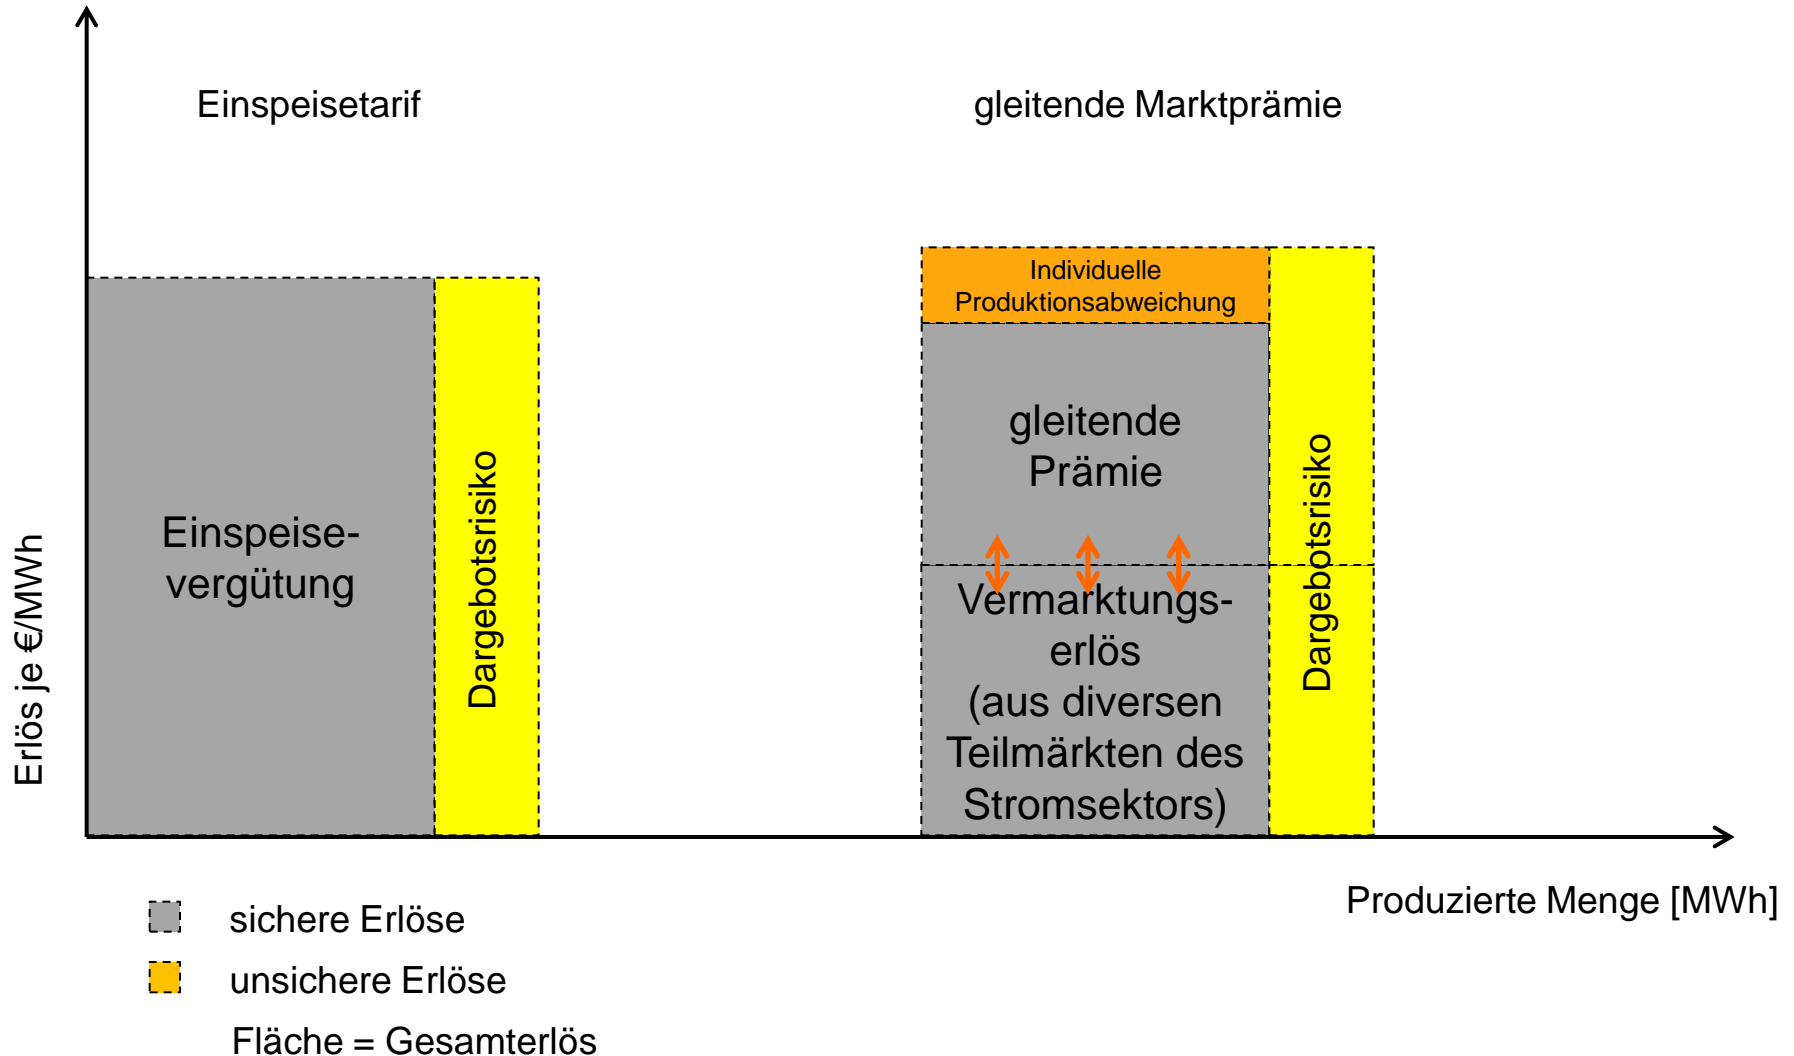 Einspeisetarif
gleitende Marktprämie
Erlös je €/MWh
Einspeise-
vergütung
Dargebotsrisiko
Individuelle
Produktionsabweichung
gleitende
Prämie
Vermarktungs-
erlös
(aus diversen
Teilmärkten des
Stromsektors)
Dargebotsrisiko
Produzierte Menge [MWh]
sichere Erlöse
unsichere Erlöse
Fläche = Gesamterlös